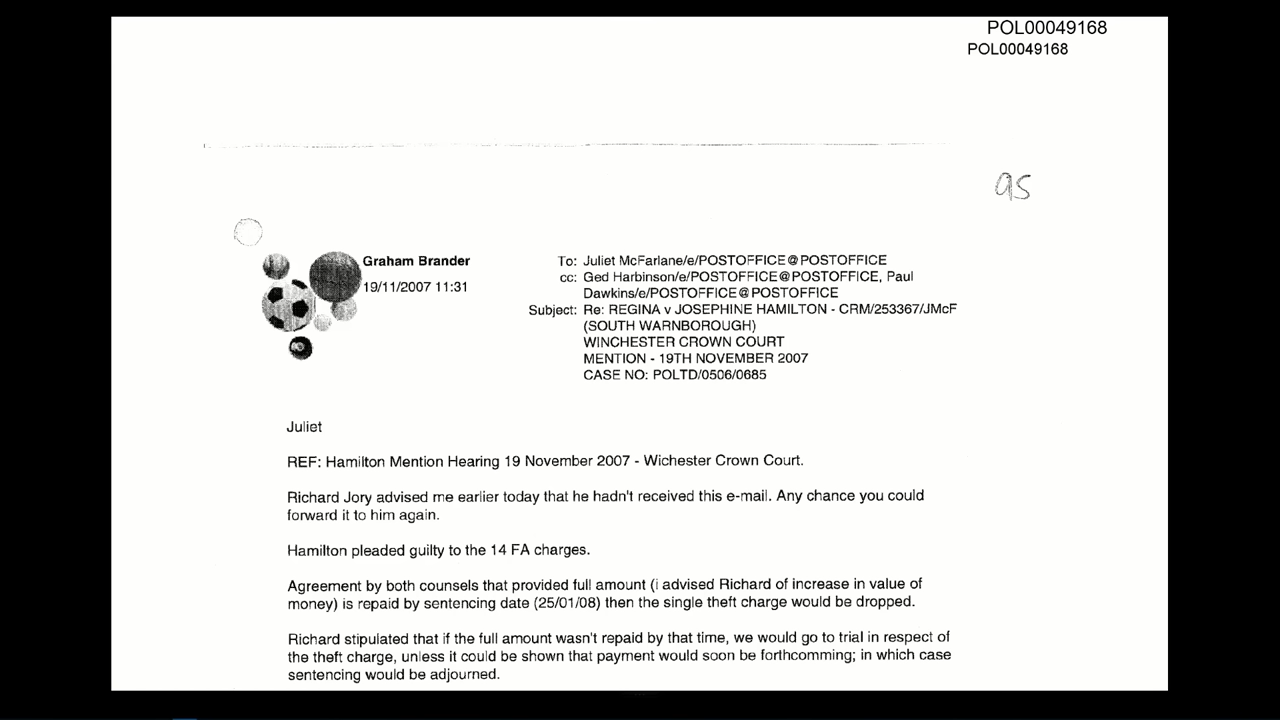 POL00049168
POL00049168
95
Graham Brander
19/11/2007 11:31
To: Juliet McFarlane/e/POSTOFFICE@POSTOFFICE
cc: Ged Harbinson/e/POSTOFFICE@POSTOFFICE, Paul
Dawkins/e/POSTOFFICE@POSTOFFICE
Subject: Re: REGINA v JOSEPHINE HAMILTON - CRM/253367/JMcF
(SOUTH WARNBOROUGH)
WINCHESTER CROWN COURT
MENTION - 19TH NOVEMBER 2007
CASE NO: POLTD/0506/0685
Juliet
REF: Hamilton Mention Hearing 19 November 2007 - Wichester Crown Court.
Richard Jory advised me earlier today that he hadn't received this e-mail. Any chance you could
forward it to him again.
Hamilton pleaded guilty to the 14 FA charges.
Agreement by both counsels that provided full amount (i advised Richard of increase in value of
money) is repaid by sentencing date (25/01/08) then the single theft charge would be dropped.
Richard stipulated that if the full amount wasn't repaid by that time, we would go to trial in respect of
the theft charge, unless it could be shown that payment would soon be forthcomming; in which case
sentencing would be adjourned.